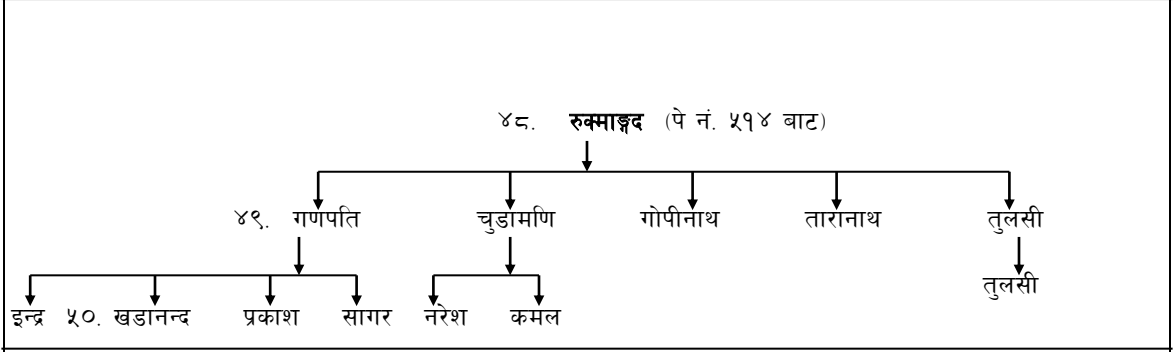 ४८. रुक्माङ्गद (पे नं. ५१४ बाट)
४९. गणपति चुडामणि गोपीनाथ तारानाथ तुलसी
तुलसी
इन्द्र ५०. खडानन्द प्रकाश सागर नरेश कमल